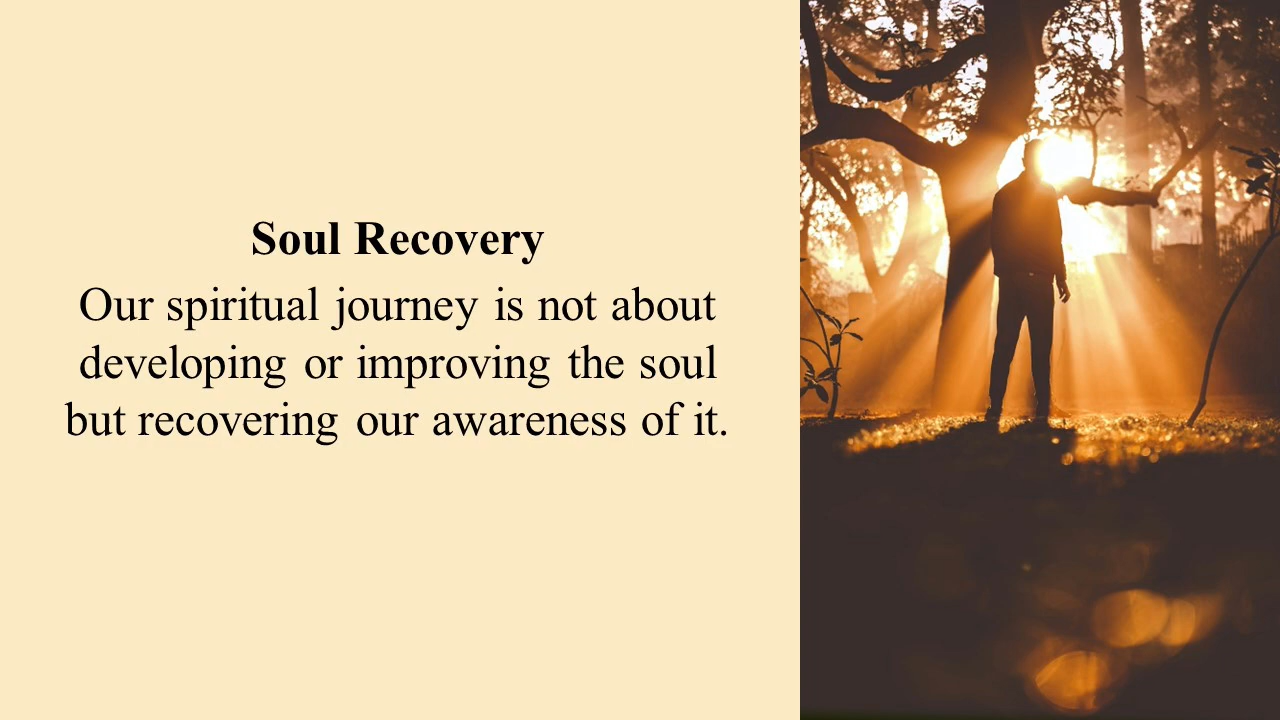 Soul Recovery
Our spiritual journey is not about
developing or improving the soul
but recovering our awareness of it.